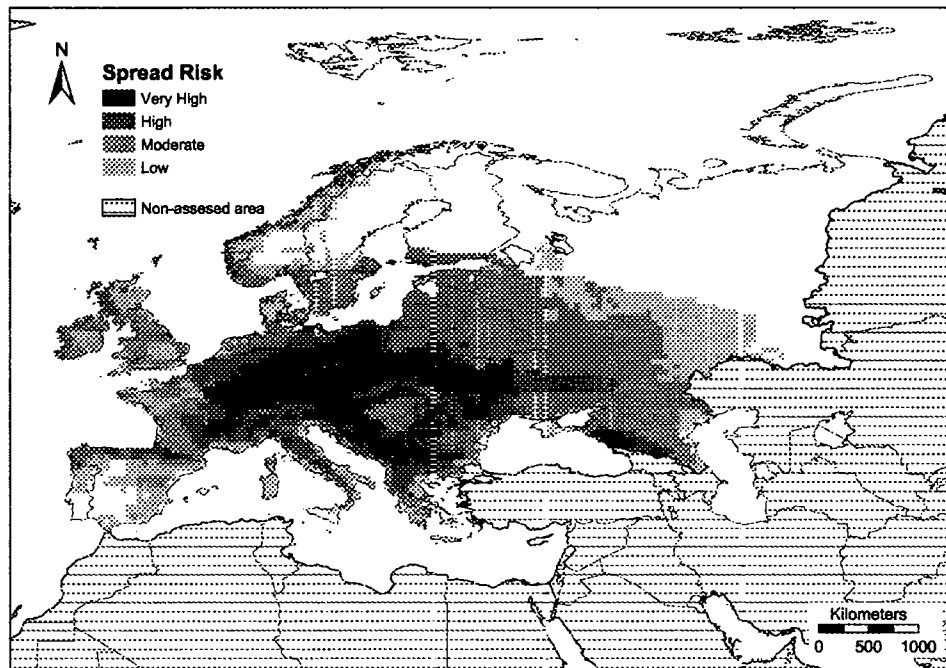 N
Spread Risk
Very High
High
Moderate
Low
Non-assesed area
Kilometers
0 500 1000